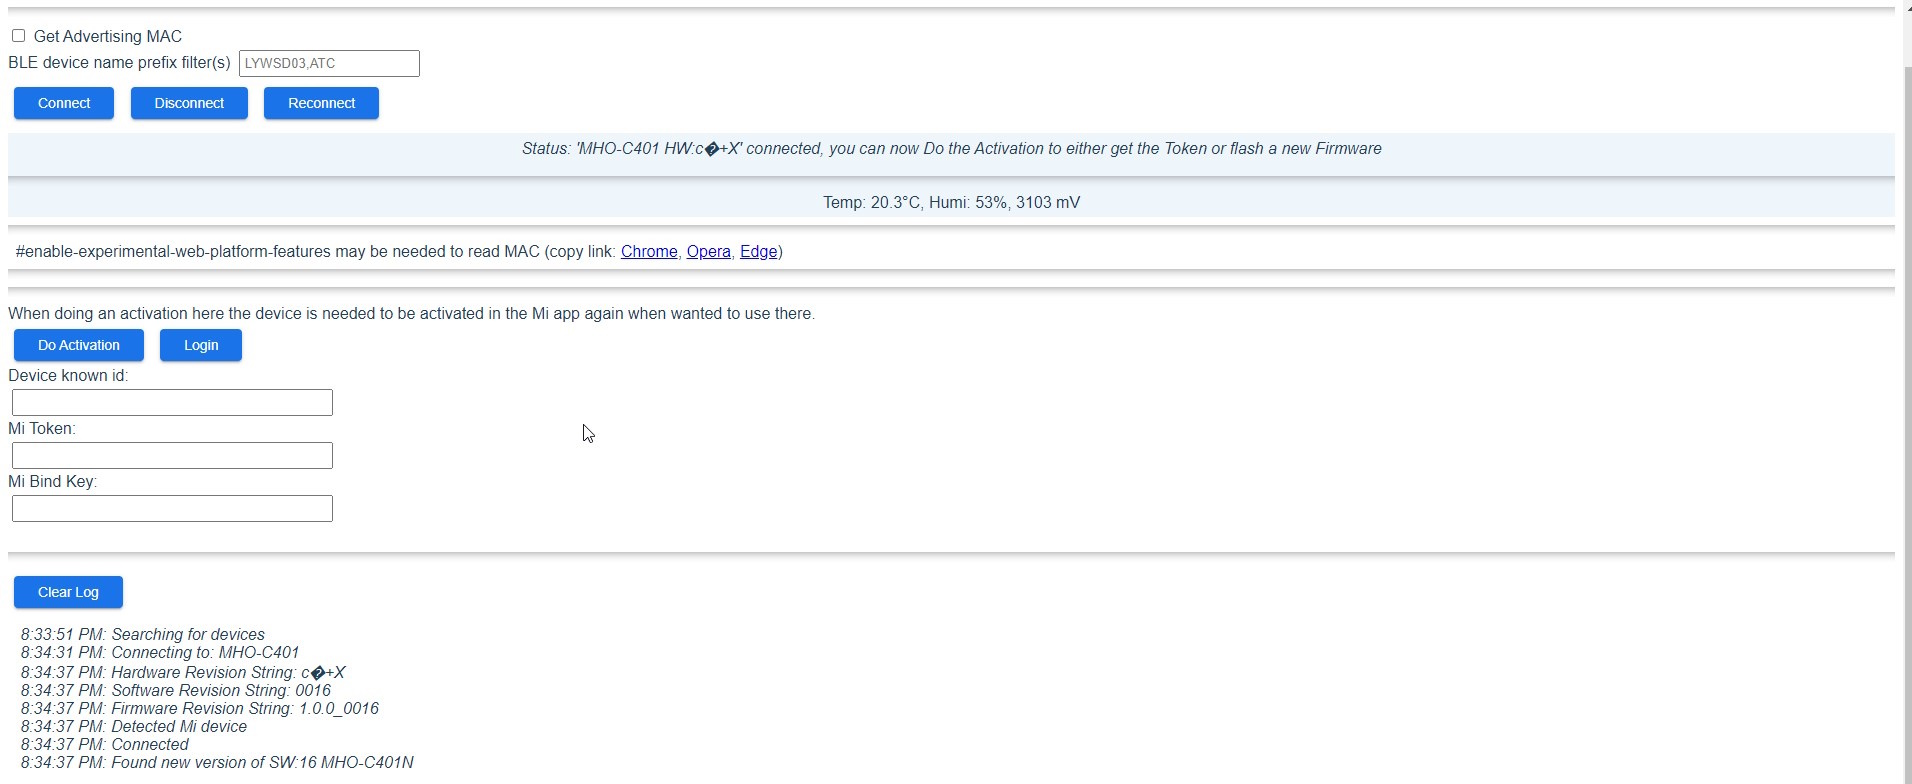 Get Advertising MAC
BLE device name prefix filter(s) LYWSD03,ATC
Connect Disconnect Reconnect
Status: 'MHO-C401 HW:c�+X' connected, you can now Do the Activation to either get the Token or flash a new Firmware
Temp: 20.3°C, Humi: 53%, 3103 mV
#enable-experimental-web-platform-features may be needed to read MAC (copy link: Chrome, Opera, Edge)
When doing an activation here the device is needed to be activated in the Mi app again when wanted to use there.
Do Activation Login
Device known id:
Mi Token:
Mi Bind Key:
Clear Log
8:33:51 PM: Searching for devices
8:34:31 PM: Connecting to: MHO-C401
8:34:37 PM: Hardware Revision String: c�+X
8:34:37 PM: Software Revision String: 0016
8:34:37 PM: Firmware Revision String: 1.0.0_0016
8:34:37 PM: Detected Mi device
8:34:37 PM: Connected
8:34:37 PM: Found new version of SW:16 MHO-C401N